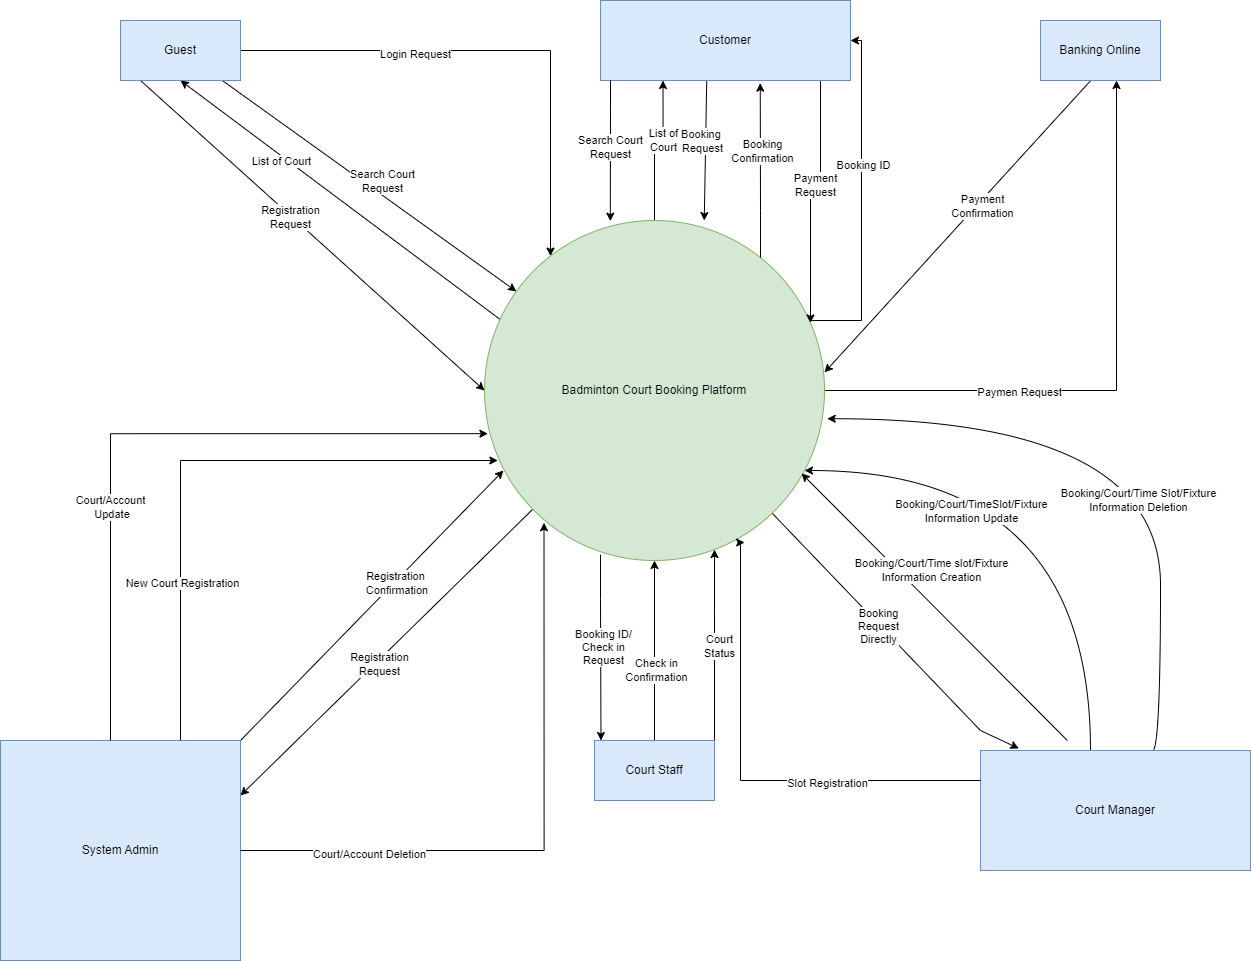 Guest
Customer
Banking Online
Login Request
Search Court
Request
List of
Court
Booking
Request
Booking
Confirmation
Payment
Request
Booking ID
List of Court
Search Court
Request
Registration
Request
Payment
Confirmation
Badminton Court Booking Platform
Paymen Request
Court/Account
Update
New Court Registration
Registration
Confirmation
Registration
Request
Booking/Court/TimeSlot/Fixture
Information Update
Booking/Court/Time Slot/Fixture
Information Deletion
Booking/Court/Time slot/Fixture
Information Creation
Booking
Request
Directly
Booking ID/
Check in
Request
Check in
Confirmation
Court
Status
Slot Registration
Court Staff
Court Manager
System Admin
Court/Account Deletion